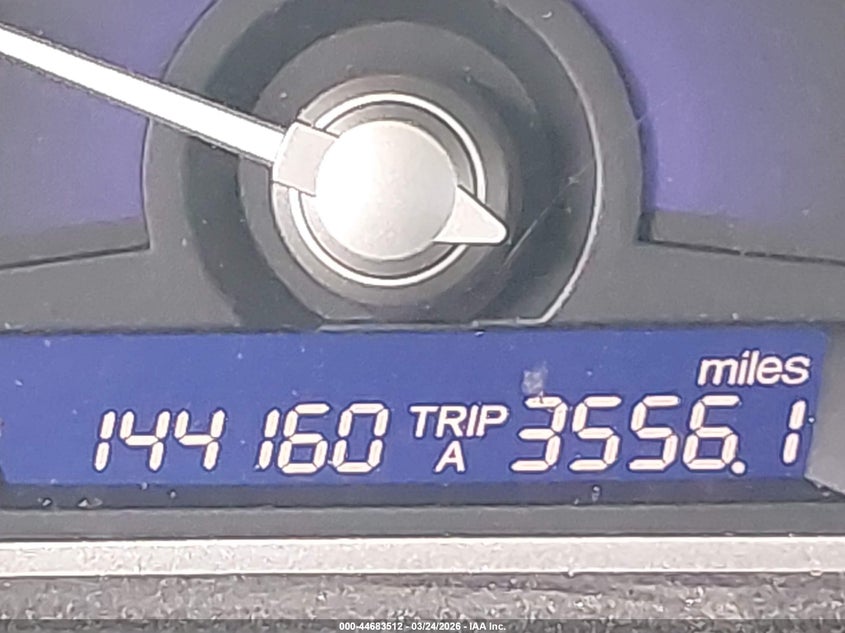 miles
144160 TRIP A 3556.1
000-44683512 - 03/24/2026 - IAA Inc.